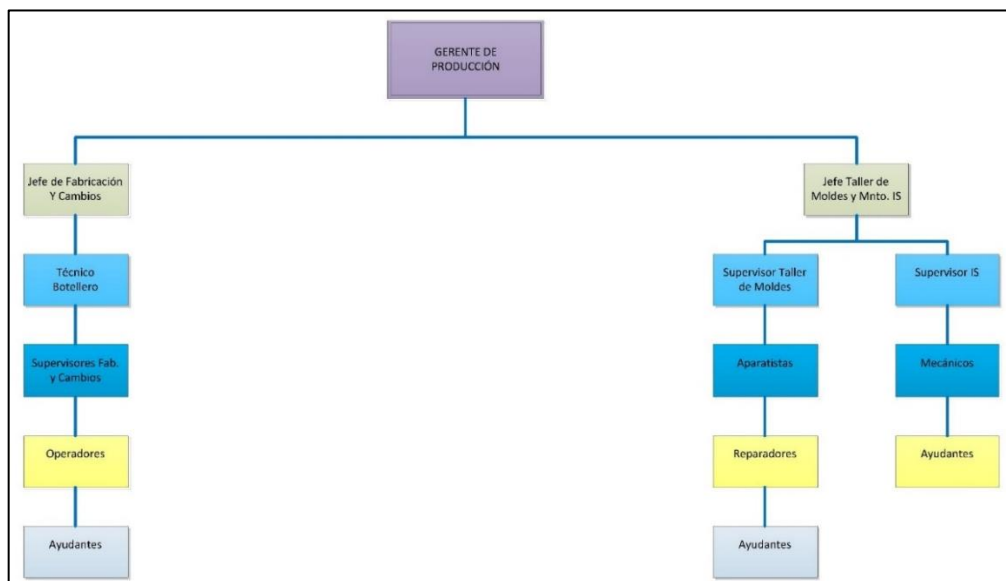 GERENTE DE
PRODUCCIÓN
Jefe de Fabricación
Y Cambios
Jefe Taller de
Moldes y Mnto. IS
Técnico
Botellero
Supervisor Taller
de Moldes
Supervisor IS
Supervisores Fab.
y Cambios
Aparatistas
Mecánicos
Operadores
Reparadores
Ayudantes
Ayudantes
Ayudantes